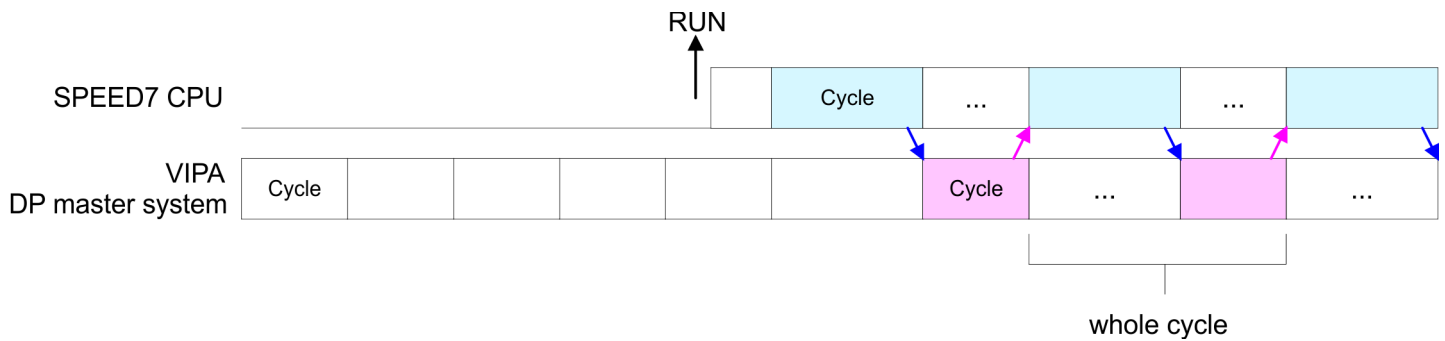 RUN
SPEED7 CPU
Cycle
...
...
VIPA
DP master system
Cycle
Cycle
...
...
whole cycle